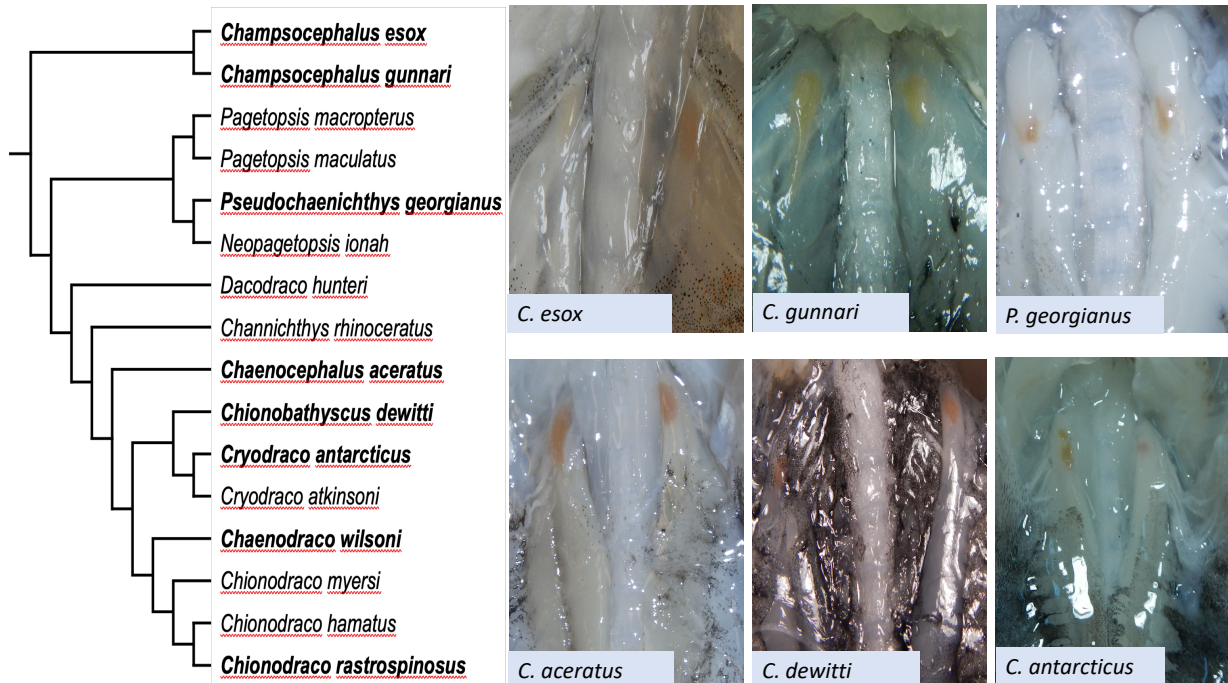 Champsocephalus esox
Champsocephalus gunnari
Pagetopsis macropterus
Pagetopsis maculatus
Pseudochaenichthys georgianus
Neopagetopsis ionah
Dacodraco hunteri
Channichthys rhinoceratus
Chaenocephalus aceratus
Chionobathyscus dewitti
Cryodraco antarcticus
Cryodraco atkinsoni
Chaenodraco wilsoni
Chionodraco myersi
Chionodraco hamatus
Chionodraco rastrospinosus
C. esox
C. gunnari
P. georgianus
C. aceratus
C. dewitti
C. antarcticus